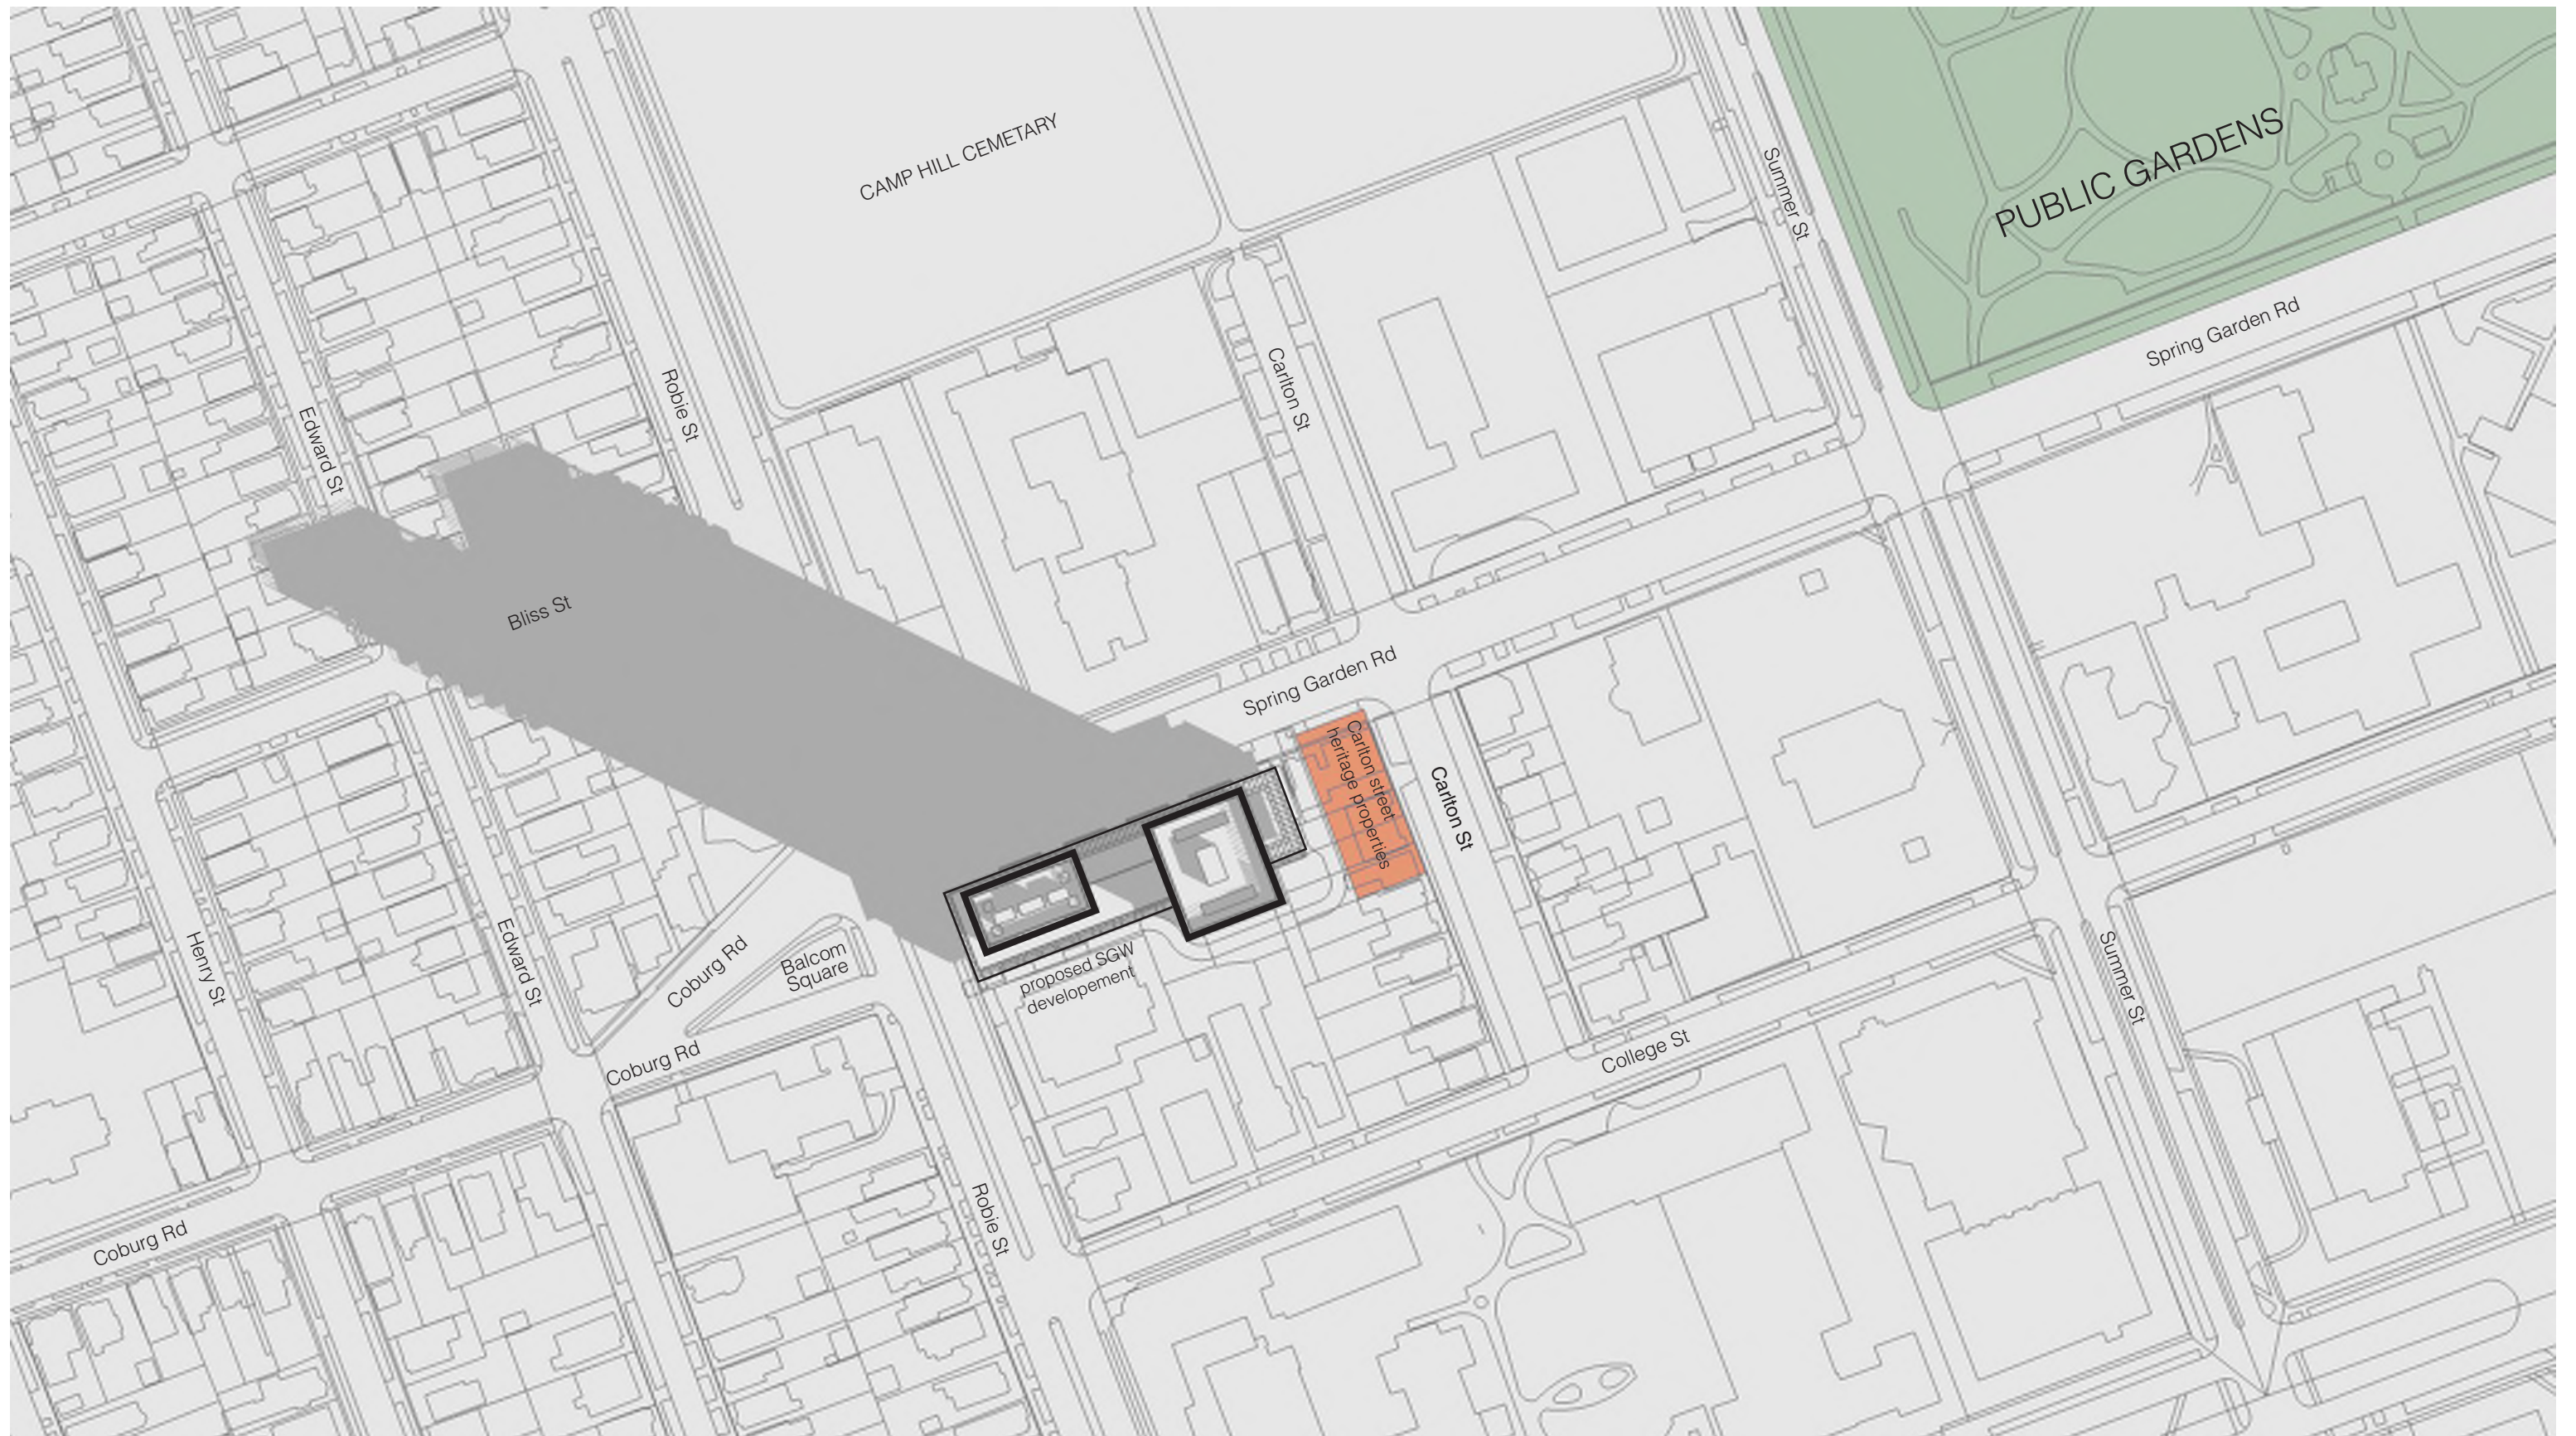 CAMP HILL CEMETARY
PUBLIC GARDENS
Summer St
Spring Garden Rd
Robie St
Carlton St
Edward St
Bliss St
Spring Garden Rd
Carlton street
heritage properties
Carlton St
Henry St
Edward St
Coburg Rd
Balcom
Square
proposed SGW
developement
Summer St
Coburg Rd
College St
Robie St
Coburg Rd